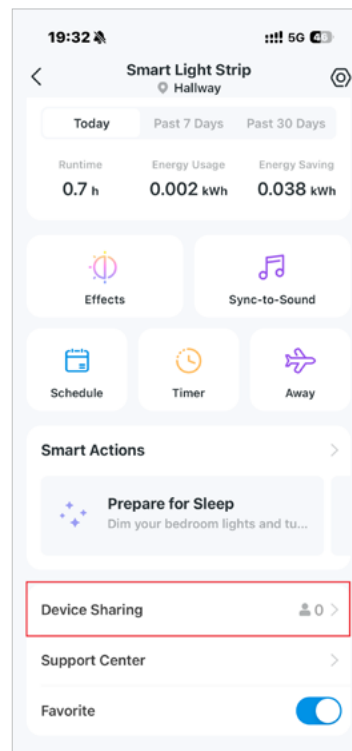 19:32 5G 46
Smart Light Strip
Hallway
Today Past 7 Days Past 30 Days
Runtime Energy Usage Energy Saving
0.7 h 0.002 kWh 0.038 kWh
Effects Sync-to-Sound
Schedule Timer Away
Smart Actions
Prepare for Sleep
Dim your bedroom lights and tu...
Device Sharing 0
Support Center
Favorite